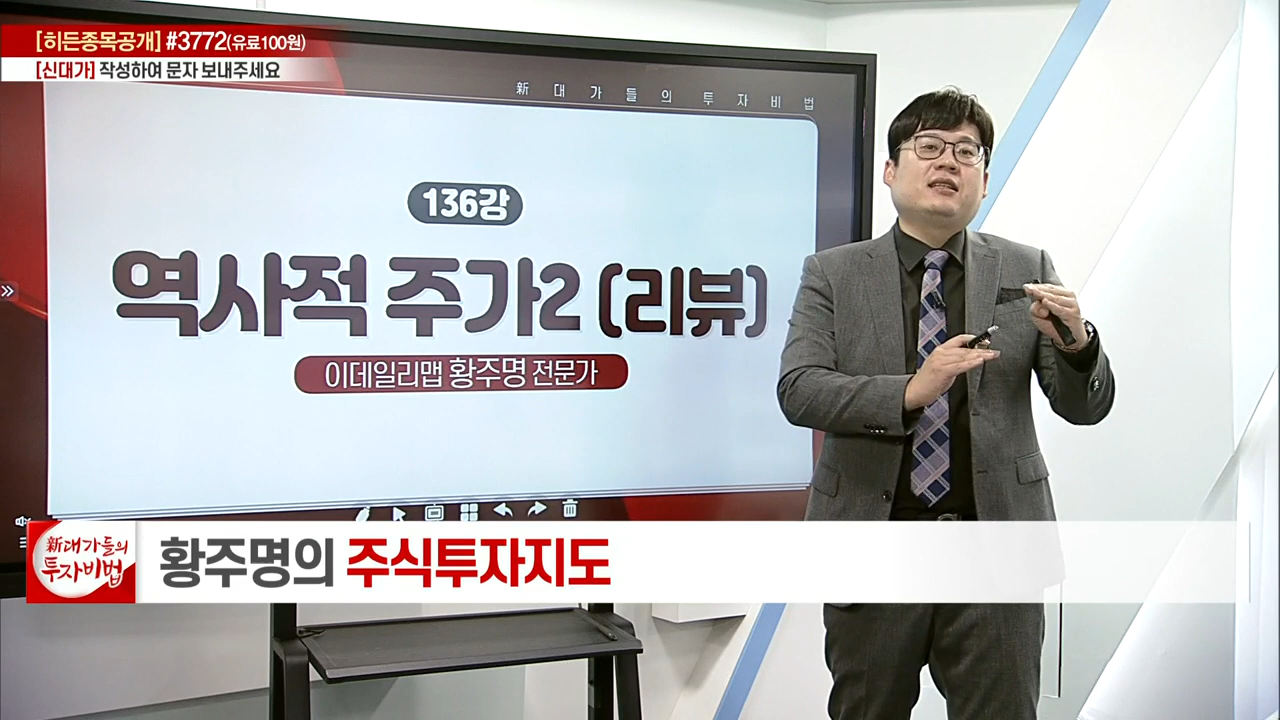 [히든종목공개] #3772(유료100원)
[신대가] 작성하여 문자 보내주세요
新대가들의 투자비법
136강
역사적 주가2 (리뷰)
이데일리맵 황주명 전문가
新대가들의
투자비법
황주명의 주식투자지도